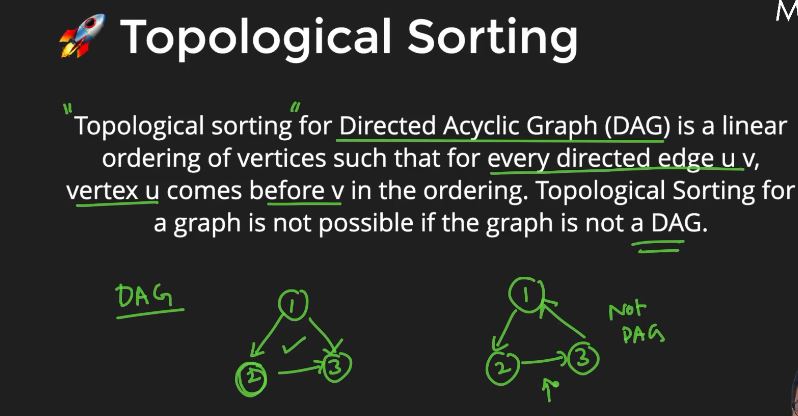 🚀 Topological Sorting
M
"Topological sorting" for Directed Acyclic Graph (DAG) is a linear
ordering of vertices such that for every directed edge u v,
vertex u comes before v in the ordering. Topological Sorting for
a graph is not possible if the graph is not a DAG.
DAG
1
2
3
1
2
3
Not
DAG